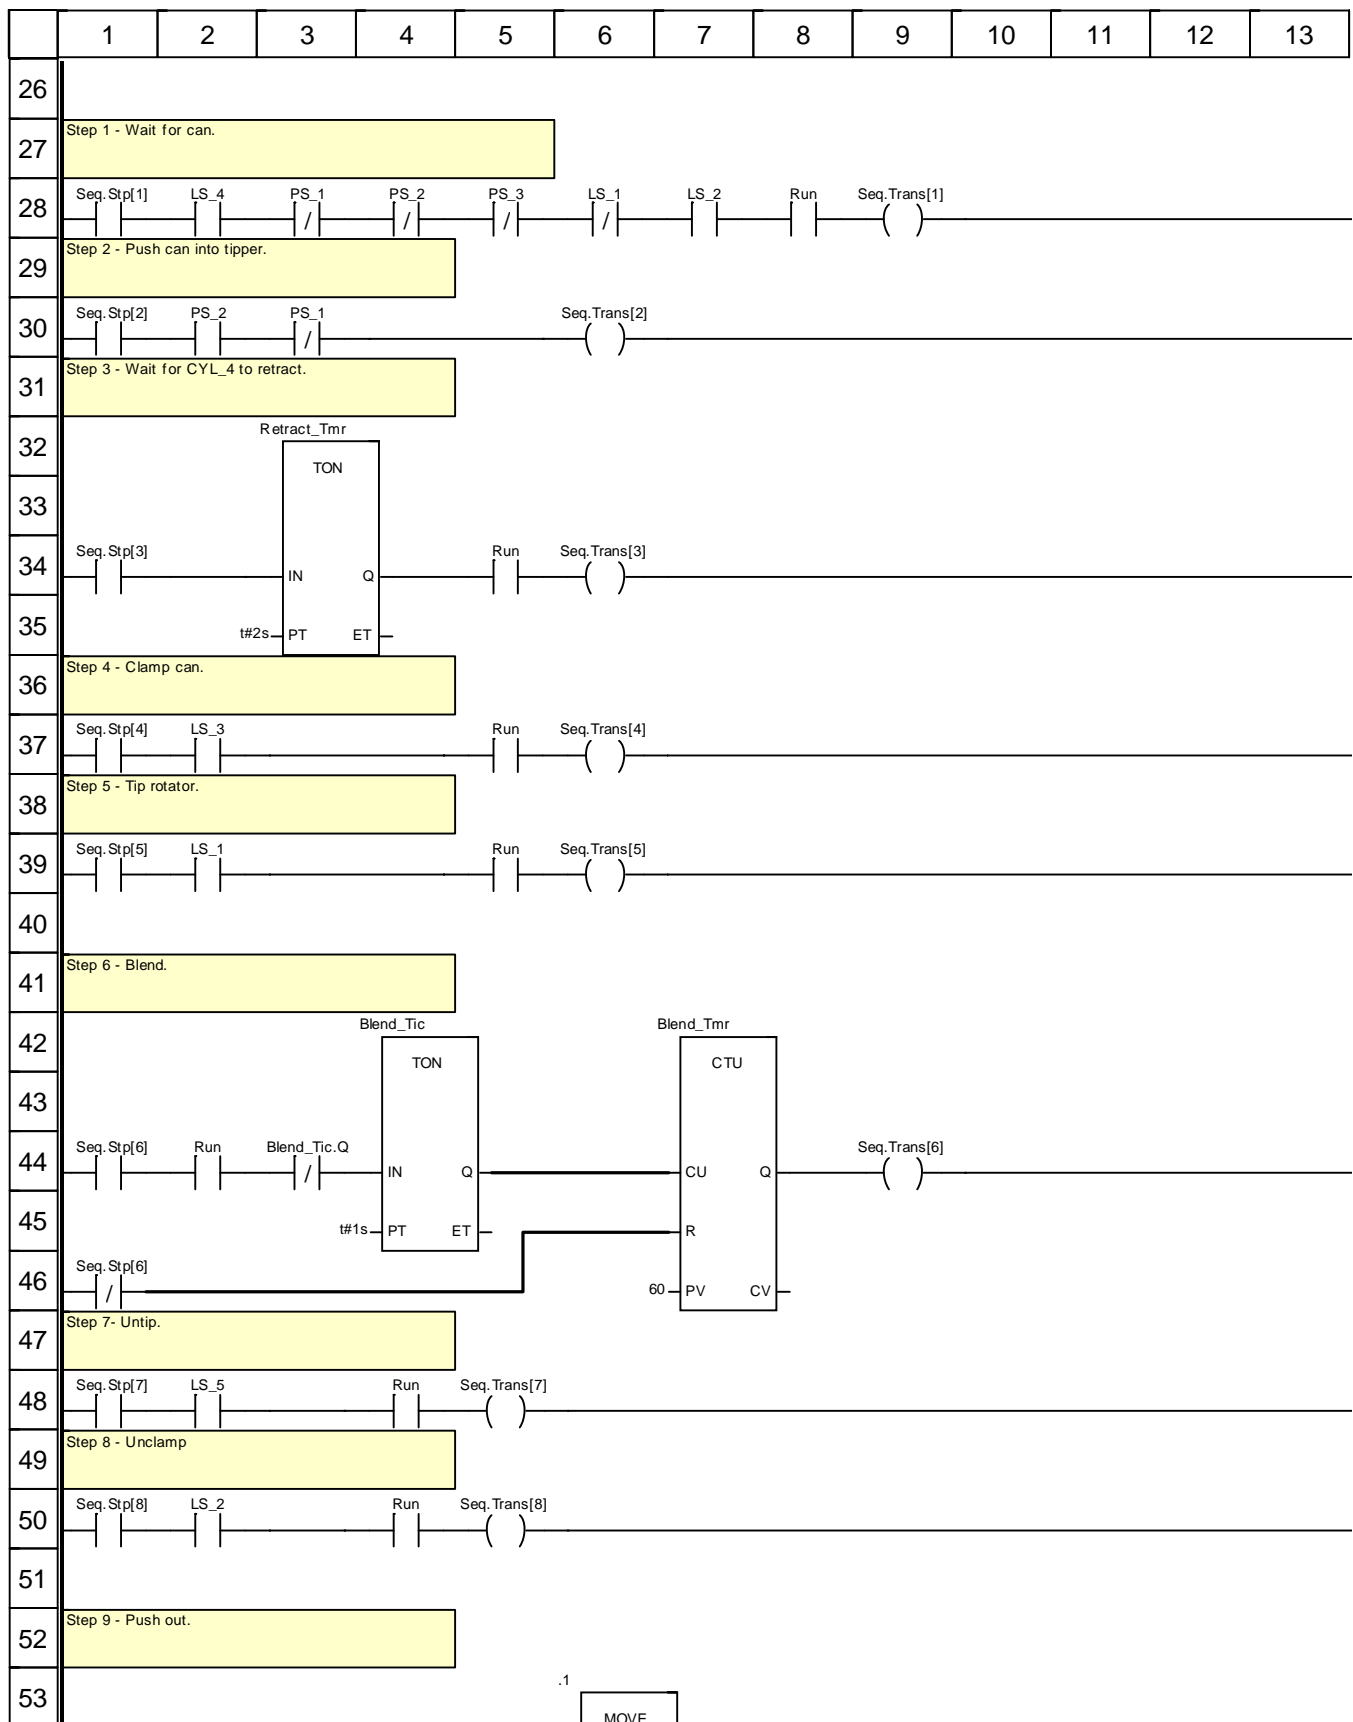 1 2 3 4 5 6 7 8 9 10 11 12 13
26
27 Step 1 - Wait for can.
Seq.Stp[1] LS_4 PS_1 PS_2 PS_3 LS_1 LS_2 Run Seq.Trans[1]
28 / / / /
29 Step 2 - Push can into tipper.
Seq.Stp[2] PS_2 PS_1 Seq.Trans[2]
30 /
31 Step 3 - Wait for CYL_4 to retract.
Retract_Tmr
32 TON
33
Seq.Stp[3] Run Seq.Trans[3]
34 IN Q
35 t#2s PT ET
36 Step 4 - Clamp can.
Seq.Stp[4] LS_3 Run Seq.Trans[4]
37
38 Step 5 - Tip rotator.
Seq.Stp[5] LS_1 Run Seq.Trans[5]
39
40
41 Step 6 - Blend.
Blend_Tic Blend_Tmr
42 TON CTU
43
Seq.Stp[6] Run Blend_Tic.Q Seq.Trans[6]
44 / IN Q CU Q
45 t#1s PT ET R
Seq.Stp[6]
46 / 60 PV CV
47 Step 7- Untip.
Seq.Stp[7] LS_5 Run Seq.Trans[7]
48
49 Step 8 - Unclamp
Seq.Stp[8] LS_2 Run Seq.Trans[8]
50
51
52 Step 9 - Push out.
.1
53 MOVE